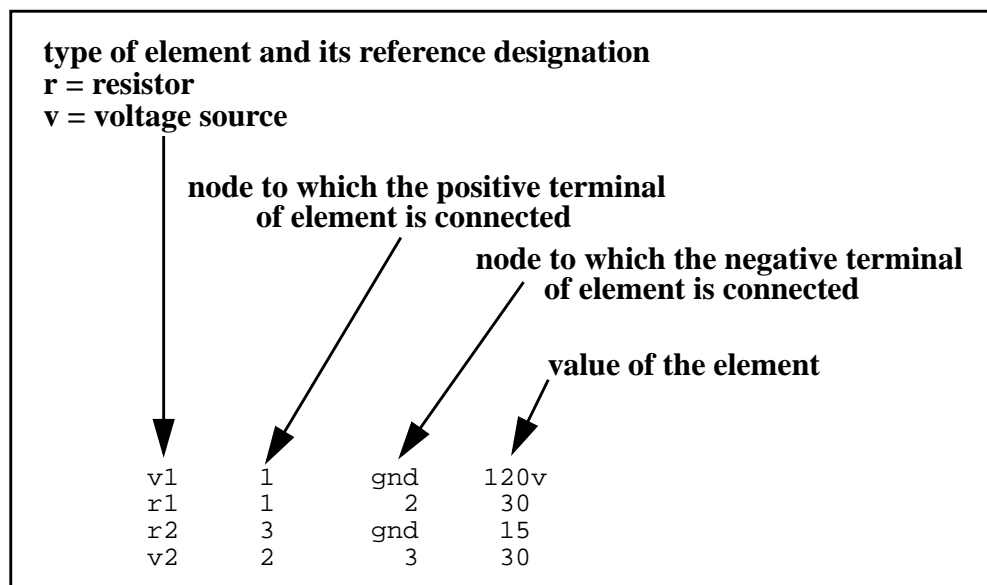 type of element and its reference designation
r = resistor
v = voltage source
node to which the positive terminal
of element is connected
node to which the negative terminal
of element is connected
value of the element
v1 1 gnd 120v
r1 1 2 30
r2 3 gnd 15
v2 2 3 30